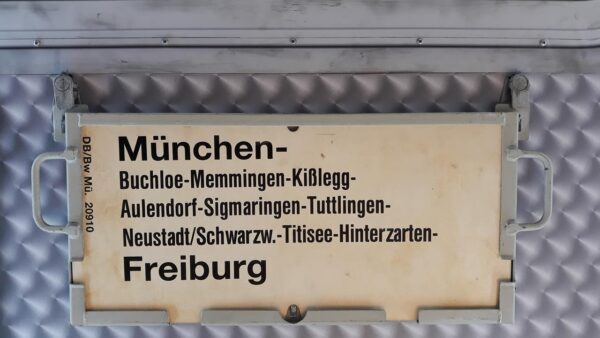 München-
Buchloe-Memmingen-Kißlegg-
Aulendorf-Sigmaringen-Tuttlingen-
Neustadt/Schwarzw.-Titisee-Hinterzarten-
Freiburg
DB/Bw Mü. 20910